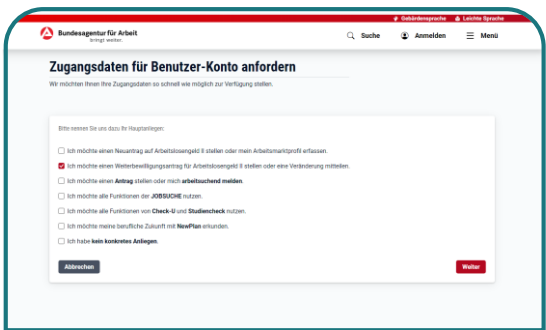 Gebärdensprache Leichte Sprache
Bundesagentur für Arbeit
bringt weiter.
Suche Anmelden Menü
Zugangsdaten für Benutzer-Konto anfordern
Wir möchten Ihnen Ihre Zugangsdaten so schnell wie möglich zur Verfügung stellen.
Bitte nennen Sie uns dazu Ihr Hauptanliegen:
Ich möchte einen Neuantrag auf Arbeitslosengeld II stellen oder mein Arbeitsmarktprofil erfassen.
Ich möchte einen Weiterbewilligungsantrag für Arbeitslosengeld II stellen oder eine Veränderung mitteilen.
Ich möchte einen Antrag stellen oder mich arbeitsuchend melden.
Ich möchte alle Funktionen der JOBSUCHE nutzen.
Ich möchte alle Funktionen von Check-U und Studiencheck nutzen.
Ich möchte meine berufliche Zukunft mit NewPlan erkunden.
Ich habe kein konkretes Anliegen.
Abbrechen Weiter